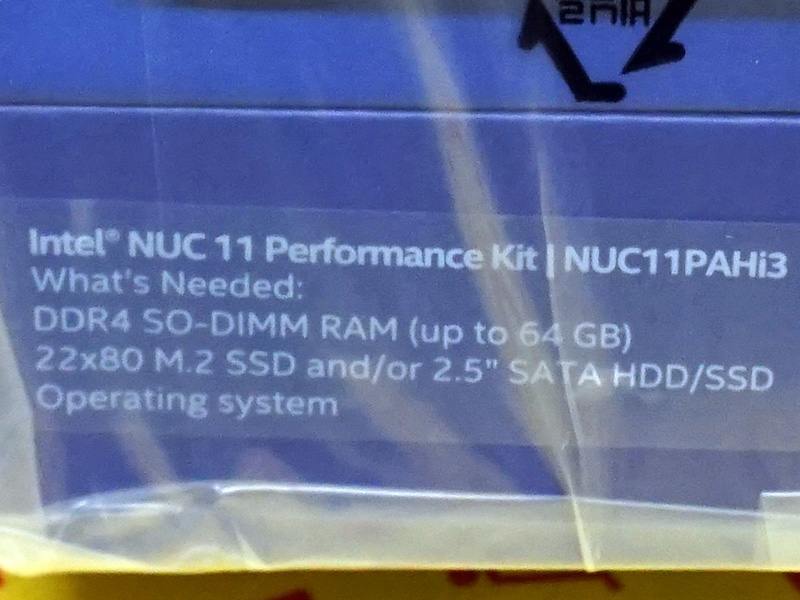 Intel® NUC 11 Performance Kit | NUC11PAHi3
What's Needed:
DDR4 SO-DIMM RAM (up to 64 GB)
22x80 M.2 SSD and/or 2.5" SATA HDD/SSD
Operating system